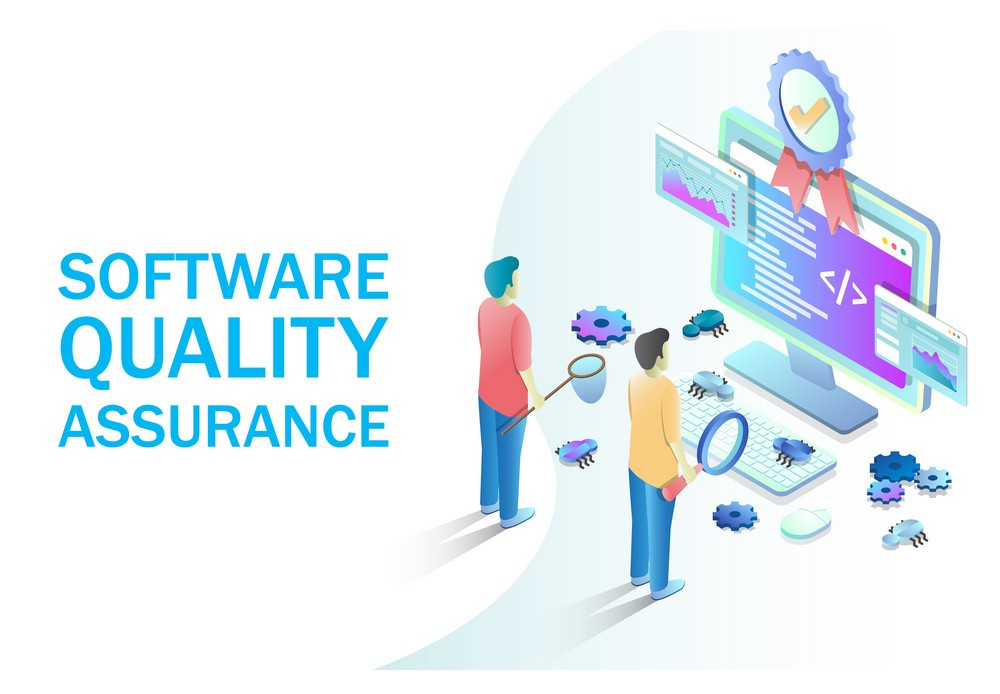 SOFTWARE
QUALITY
ASSURANCE
</>